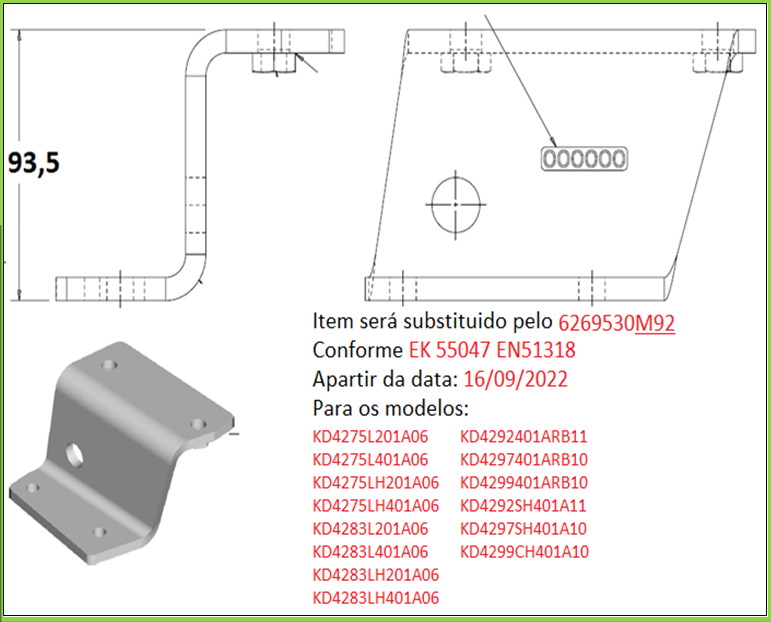 93,5
000000
Item será substituido pelo 6269530M92
Conforme EK 55047 EN51318
Apartir da data: 16/09/2022
Para os modelos:
KD4275L201A06 KD4292401ARB11
KD4275L401A06 KD4297401ARB10
KD4275LH201A06 KD4299401ARB10
KD4275LH401A06 KD4292SH401A11
KD4283L201A06 KD4297SH401A10
KD4283L401A06 KD4299CH401A10
KD4283LH201A06
KD4283LH401A06